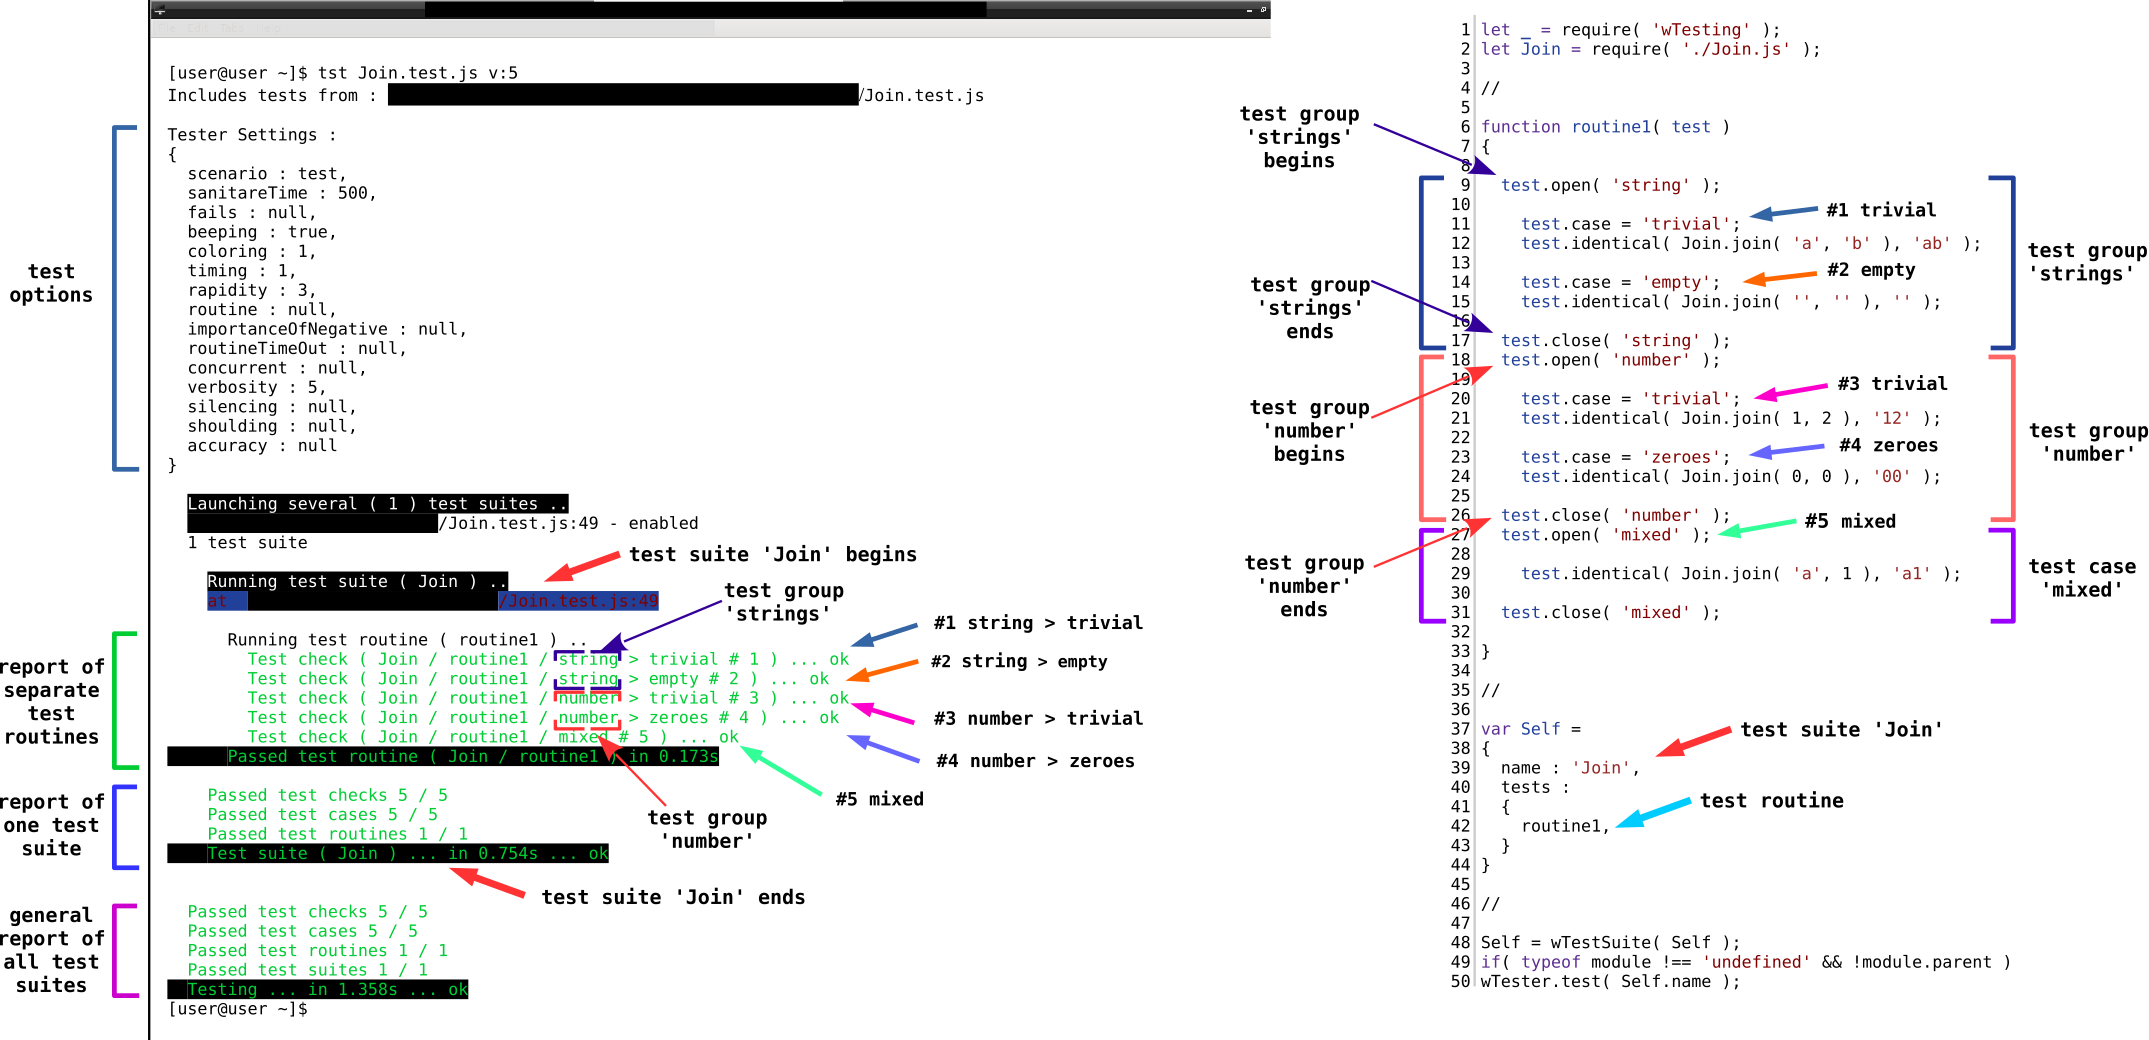 [user@user ~]$ tst Join.test.js v:5
Includes tests from : /Join.test.js
Tester Settings :
{
scenario : test,
sanitareTime : 500,
fails : null,
beeping : true,
coloring : 1,
timing : 1,
rapidity : 3,
routine : null,
importanceOfNegative : null,
routineTimeOut : null,
concurrent : null,
verbosity : 5,
silencing : null,
shoulding : null,
accuracy : null
}
test
options
Launching several ( 1 ) test suites ..
/Join.test.js:49 - enabled
1 test suite
test suite 'Join' begins
Running test suite ( Join ) ..
at /Join.test.js:49
test group
'strings'
Running test routine ( routine1 ) ..
Test check ( Join / routine1 / string > trivial # 1 ) ... ok
Test check ( Join / routine1 / string > empty # 2 ) ... ok
Test check ( Join / routine1 / number > trivial # 3 ) ... ok
Test check ( Join / routine1 / number > zeroes # 4 ) ... ok
Test check ( Join / routine1 / mixed # 5 ) ... ok
Passed test routine ( Join / routine1 ) in 0.173s
#1 string > trivial
#2 string > empty
#3 number > trivial
#4 number > zeroes
#5 mixed
test group
'number'
report of
separate
test
routines
Passed test checks 5 / 5
Passed test cases 5 / 5
Passed test routines 1 / 1
Test suite ( Join ) ... in 0.754s ... ok
report of
one test
suite
test suite 'Join' ends
Passed test checks 5 / 5
Passed test cases 5 / 5
Passed test routines 1 / 1
Passed test suites 1 / 1
Testing ... in 1.358s ... ok
[user@user ~]$
general
report of
all test
suites
1 let _ = require( 'wTesting' );
2 let Join = require( './Join.js' );
3
4 //
5
6 function routine1( test )
7 {
8
9 test.open( 'string' );
10
11 test.case = 'trivial';
12 test.identical( Join.join( 'a', 'b' ), 'ab' );
13
14 test.case = 'empty';
15 test.identical( Join.join( '', '' ), '' );
16
17 test.close( 'string' );
18 test.open( 'number' );
19
20 test.case = 'trivial';
21 test.identical( Join.join( 1, 2 ), '12' );
22
23 test.case = 'zeroes';
24 test.identical( Join.join( 0, 0 ), '00' );
25
26 test.close( 'number' );
27 test.open( 'mixed' );
28
29 test.identical( Join.join( 'a', 1 ), 'a1' );
30
31 test.close( 'mixed' );
32
33 }
34
35 //
36
37 var Self =
38 {
39 name : 'Join',
40 tests :
41 {
42 routine1,
43 }
44 }
45
46 //
47
48 Self = wTestSuite( Self );
49 if( typeof module !== 'undefined' && !module.parent )
50 wTester.test( Self.name );
test group
'strings'
begins
test group
'strings'
ends
test group
'number'
begins
test group
'number'
ends
#1 trivial
#2 empty
#3 trivial
#4 zeroes
#5 mixed
test group
'strings'
test group
'number'
test case
'mixed'
test suite 'Join'
test routine